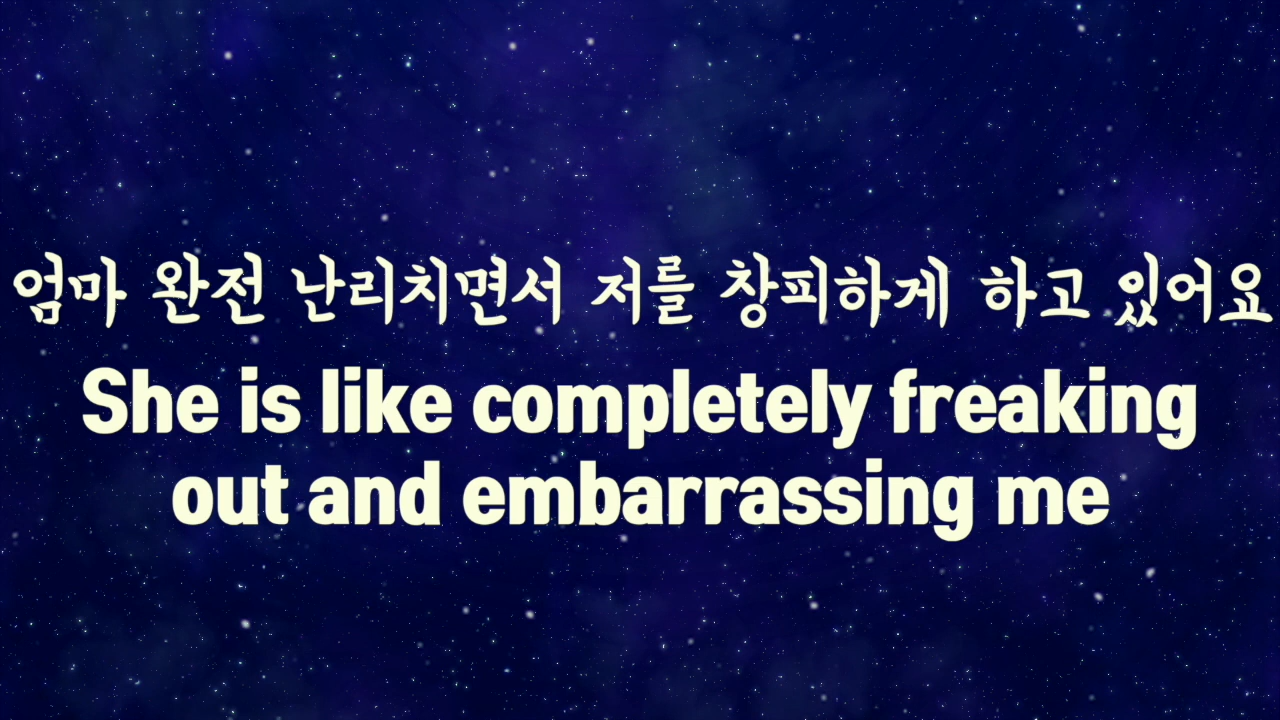 엄마 완전 난리치면서 저를 창피하게 하고 있어요
She is like completely freaking
out and embarrassing me